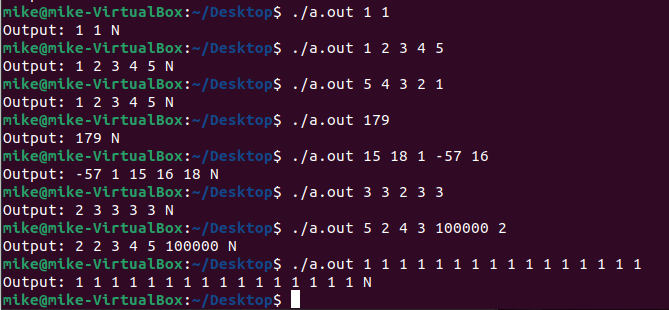 mike@mike-VirtualBox:~/Desktop$ ./a.out 1 1
Output: 1 1 N
mike@mike-VirtualBox:~/Desktop$ ./a.out 1 2 3 4 5
Output: 1 2 3 4 5 N
mike@mike-VirtualBox:~/Desktop$ ./a.out 5 4 3 2 1
Output: 1 2 3 4 5 N
mike@mike-VirtualBox:~/Desktop$ ./a.out 179
Output: 179 N
mike@mike-VirtualBox:~/Desktop$ ./a.out 15 18 1 -57 16
Output: -57 1 15 16 18 N
mike@mike-VirtualBox:~/Desktop$ ./a.out 3 3 2 3 3
Output: 2 3 3 3 3 N
mike@mike-VirtualBox:~/Desktop$ ./a.out 5 2 4 3 100000 2
Output: 2 2 3 4 5 100000 N
mike@mike-VirtualBox:~/Desktop$ ./a.out 1 1 1 1 1 1 1 1 1 1 1 1 1 1 1 1
Output: 1 1 1 1 1 1 1 1 1 1 1 1 1 1 1 1 N
mike@mike-VirtualBox:~/Desktop$